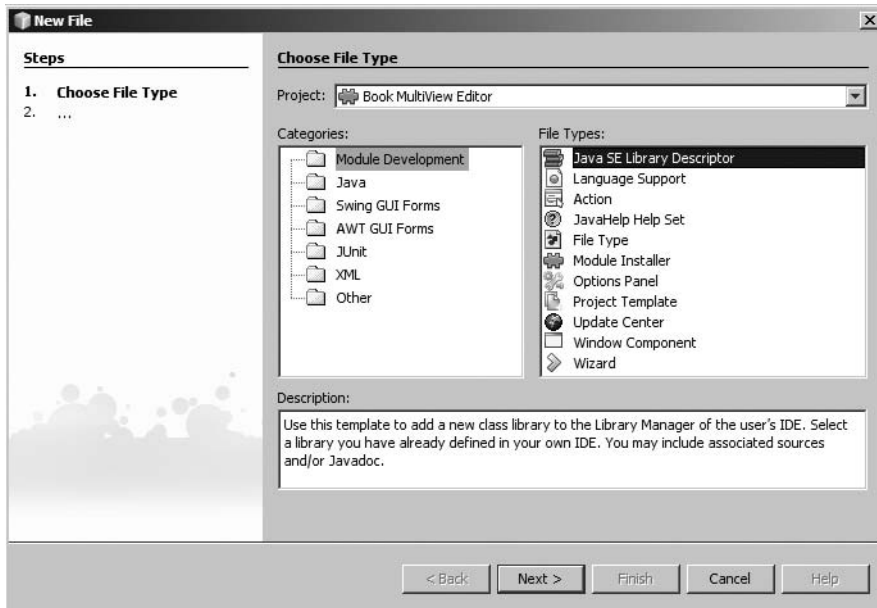 New File
Steps
1. Choose File Type
2. ...
Choose File Type
Project: Book MultiView Editor
Categories:
Module Development
Java
Swing GUI Forms
AWT GUI Forms
JUnit
XML
Other
File Types:
Java SE Library Descriptor
Language Support
Action
JavaHelp Help Set
File Type
Module Installer
Options Panel
Project Template
Update Center
Window Component
Wizard
Description:
Use this template to add a new class library to the Library Manager of the user's IDE. Select
a library you have already defined in your own IDE. You may include associated sources
and/or Javadoc.
< Back Next > Finish Cancel Help